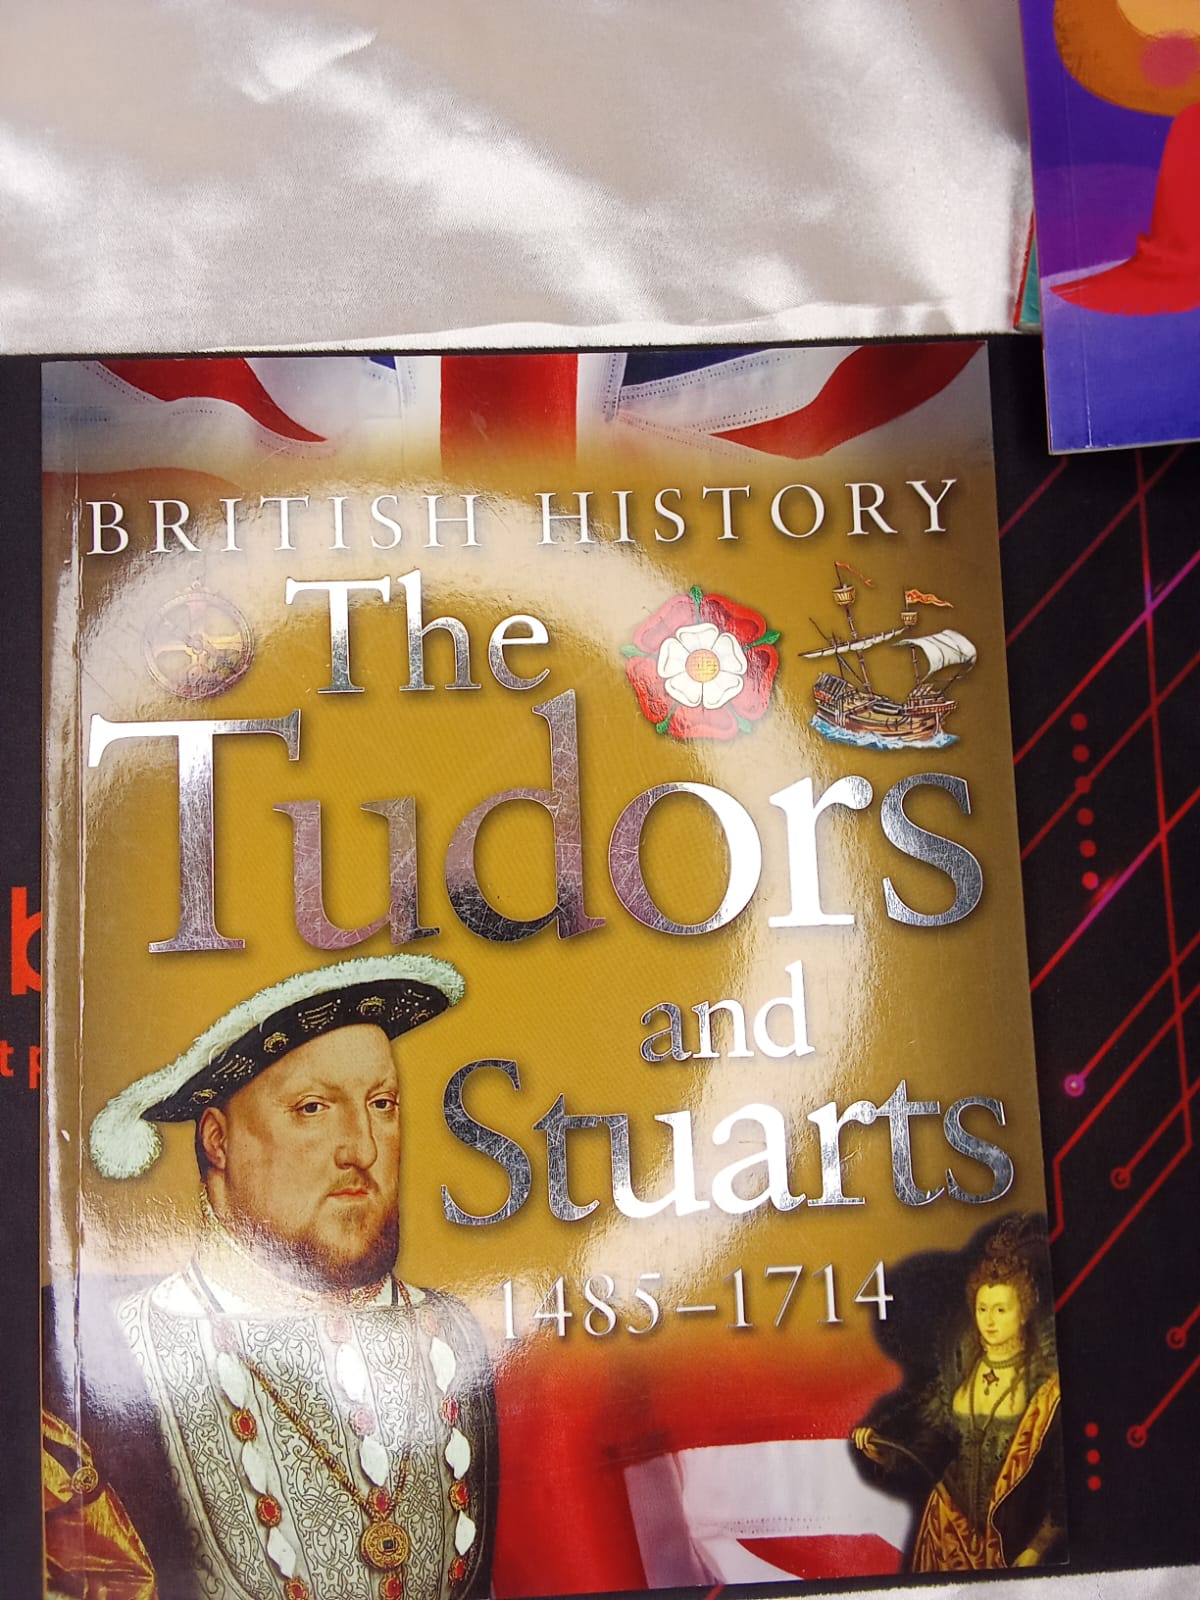 BRITISH HISTORY
The
Tudors
and
Stuarts
1485–1714
b
t p